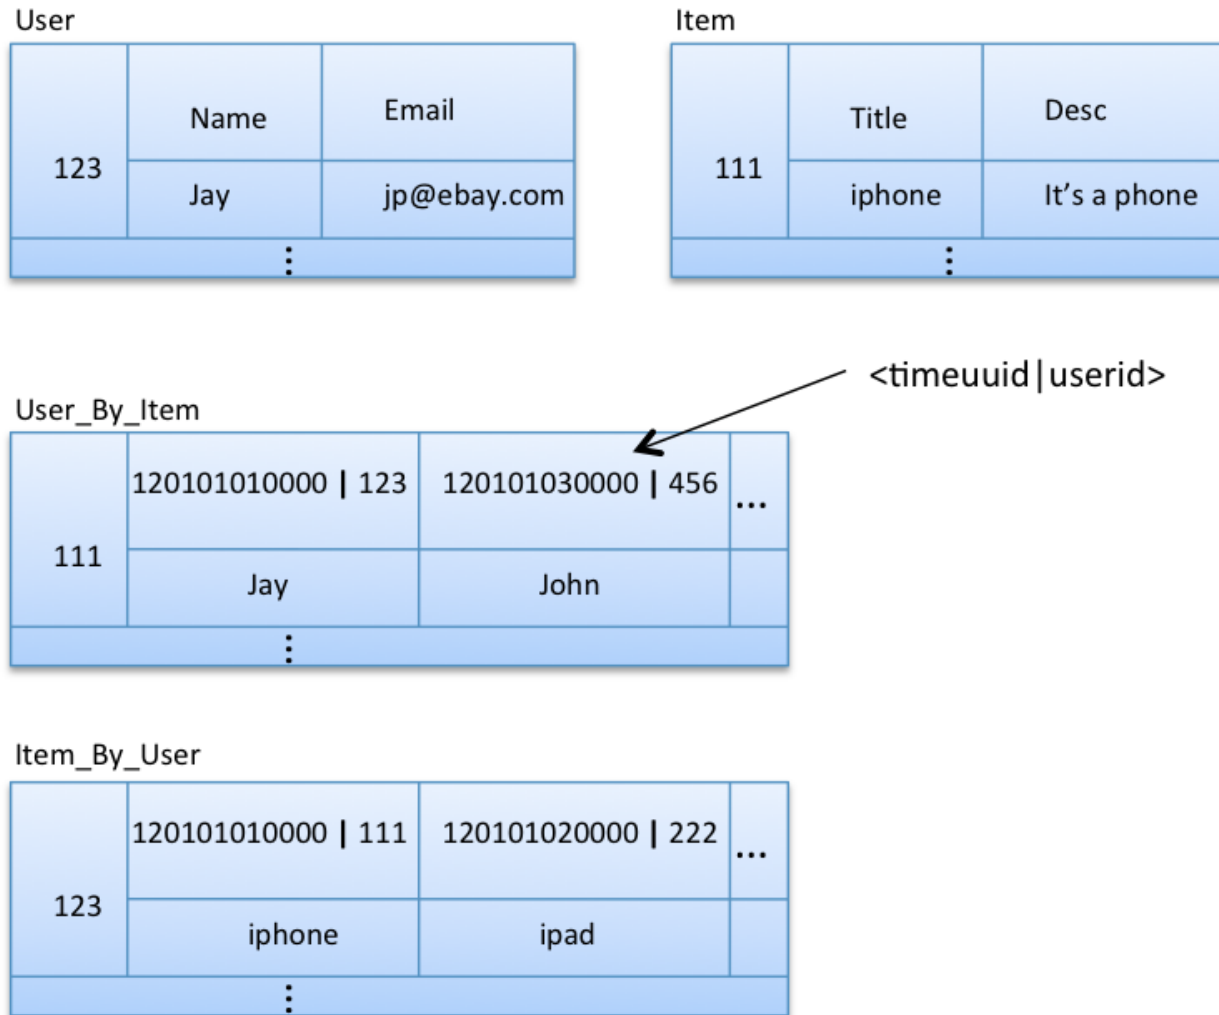 User
Item
Name
Email
Title
Desc
123
111
Jay
jp@ebay.com
iphone
It's a phone
<timeuuid|userid>
User_By_Item
120101010000 | 123
120101030000 | 456
...
111
Jay
John
Item_By_User
120101010000 | 111
120101020000 | 222
...
123
iphone
ipad